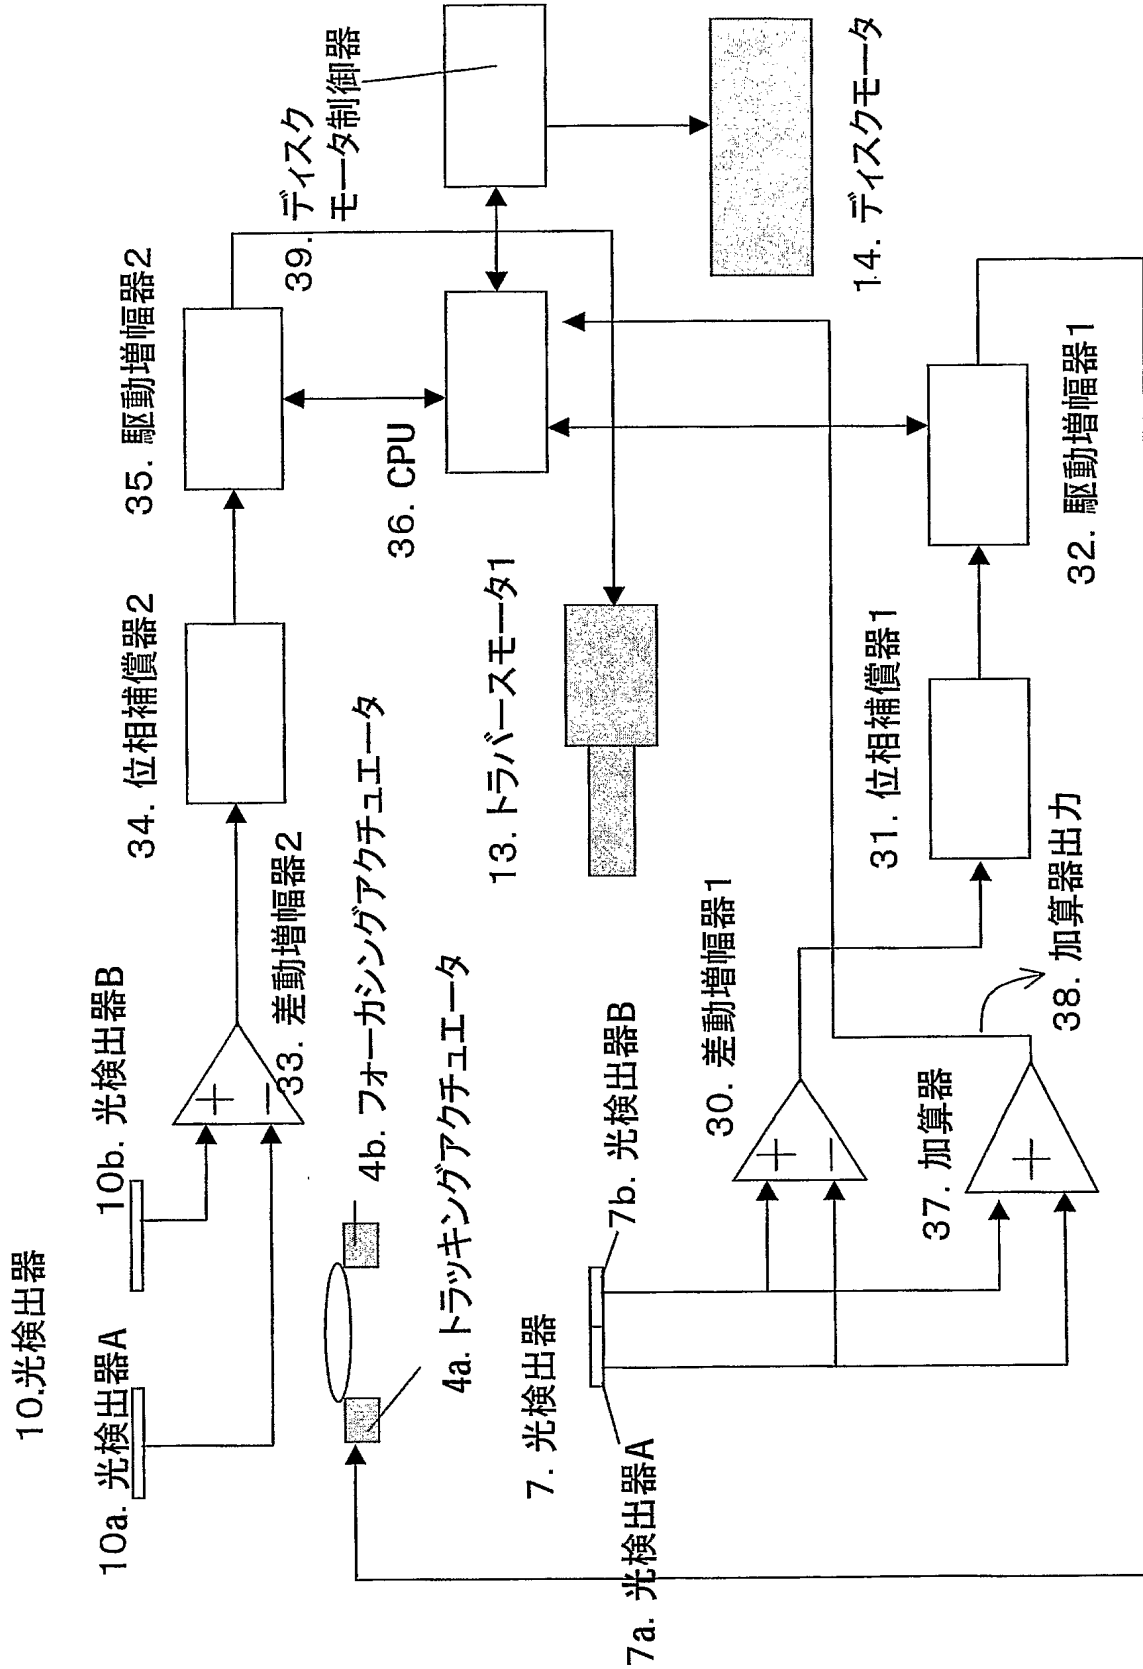 10.光検出器
10a. 光検出器A
10b. 光検出器B
33. 差動増幅器2
34. 位相補償器2
35. 駆動増幅器2
39. ディスク
モータ制御器
4b. フォーカシングアクチュエータ
4a. トラッキングアクチュエータ
36. CPU
13. トラバースモータ1
14. ディスクモータ
7. 光検出器
7a. 光検出器A
7b. 光検出器B
30. 差動増幅器1
31. 位相補償器1
32. 駆動増幅器1
37. 加算器
38. 加算器出力
+
−
+
−
+